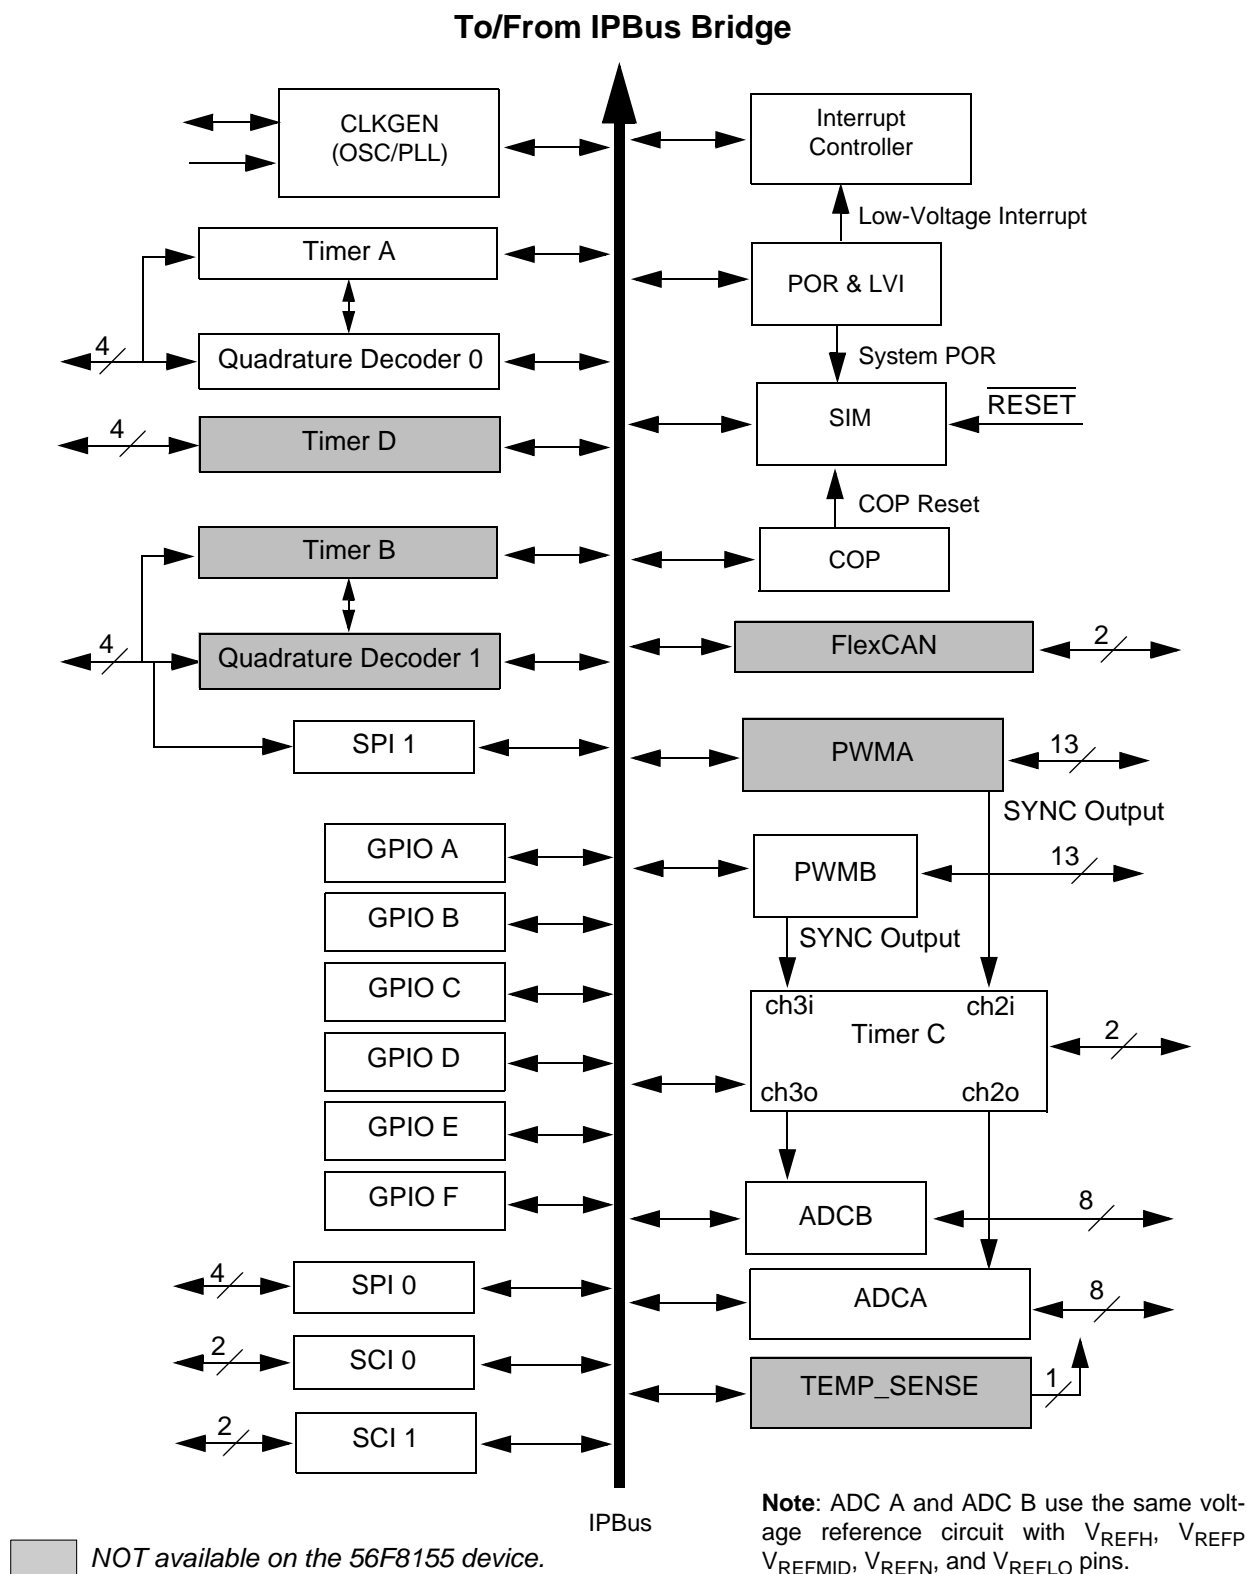 To/From IPBus Bridge
CLKGEN
(OSC/PLL)
Timer A
4
Quadrature Decoder 0
4
Timer D
Timer B
4
Quadrature Decoder 1
SPI 1
GPIO A
GPIO B
GPIO C
GPIO D
GPIO E
GPIO F
4
SPI 0
2
SCI 0
2
SCI 1
Interrupt
Controller
Low-Voltage Interrupt
POR & LVI
System POR
SIM
RESET
COP Reset
COP
FlexCAN
2
PWMA
13
SYNC Output
PWMB
13
SYNC Output
ch3i
ch2i
Timer C
2
ch3o
ch2o
ADCB
8
ADCA
8
TEMP_SENSE
1
IPBus
NOT available on the 56F8155 device.
Note: ADC A and ADC B use the same volt-
age reference circuit with VREFH, VREFP
VREFMID, VREFN, and VREFLO pins.